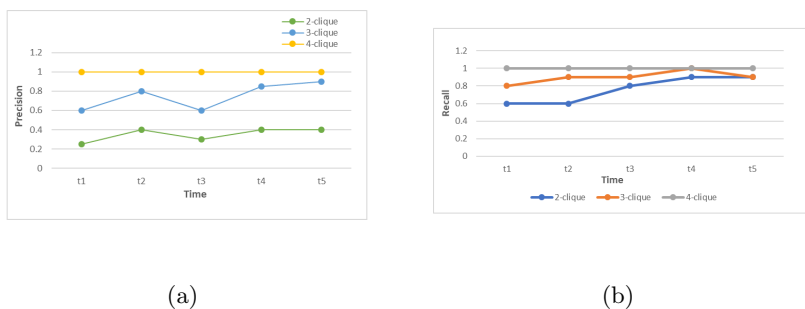 2-clique
3-clique
4-clique
1.2
1
0.8
0.6
0.4
0.2
0
Precision
t1 t2 t3 t4 t5
Time
(a)
1.2
1
0.8
0.6
0.4
0.2
0
Recall
t1 t2 t3 t4 t5
Time
2-clique 3-clique 4-clique
(b)